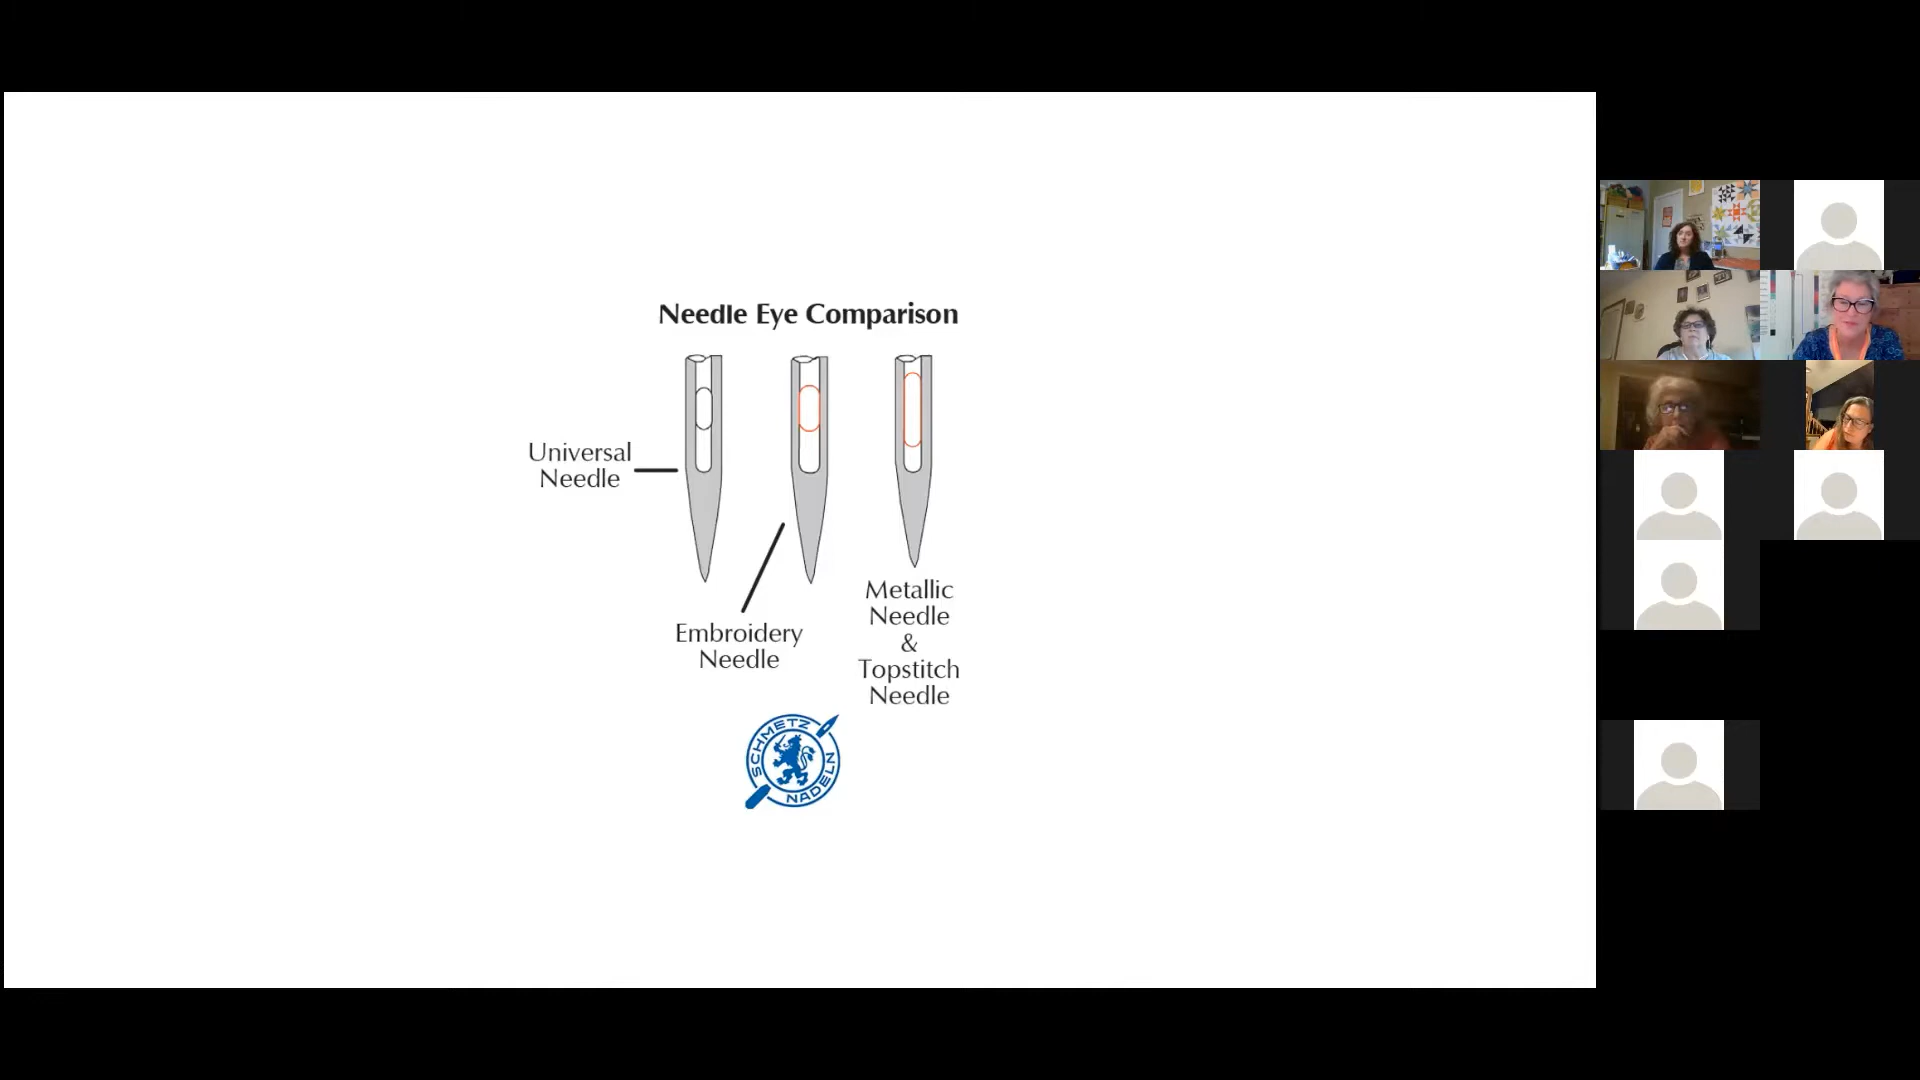 Needle Eye Comparison
Universal
Needle
Embroidery
Needle
Metallic
Needle
&
Topstitch
Needle
SCHMETZ
NADELN